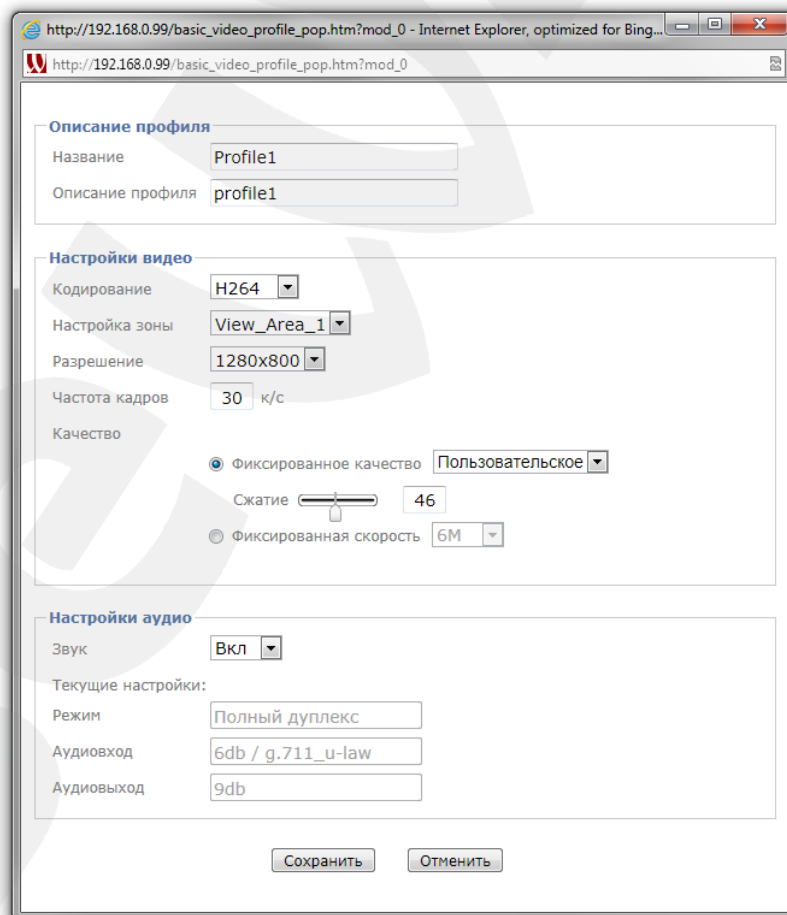 http://192.168.0.99/basic_video_profile_pop.htm?mod_0 - Internet Explorer, optimized for Bing...
http://192.168.0.99/basic_video_profile_pop.htm?mod_0
Описание профиля
Название Profile1
Описание профиля profile1
Настройки видео
Кодирование H264
Настройка зоны View_Area_1
Разрешение 1280x800
Частота кадров 30 к/с
Качество
Фиксированное качество Пользовательское
Сжатие 46
Фиксированная скорость 6M
Настройки аудио
Звук Вкл
Текущие настройки:
Режим Полный дуплекс
Аудиовход 6db / g.711_u-law
Аудиовыход 9db
Сохранить Отменить